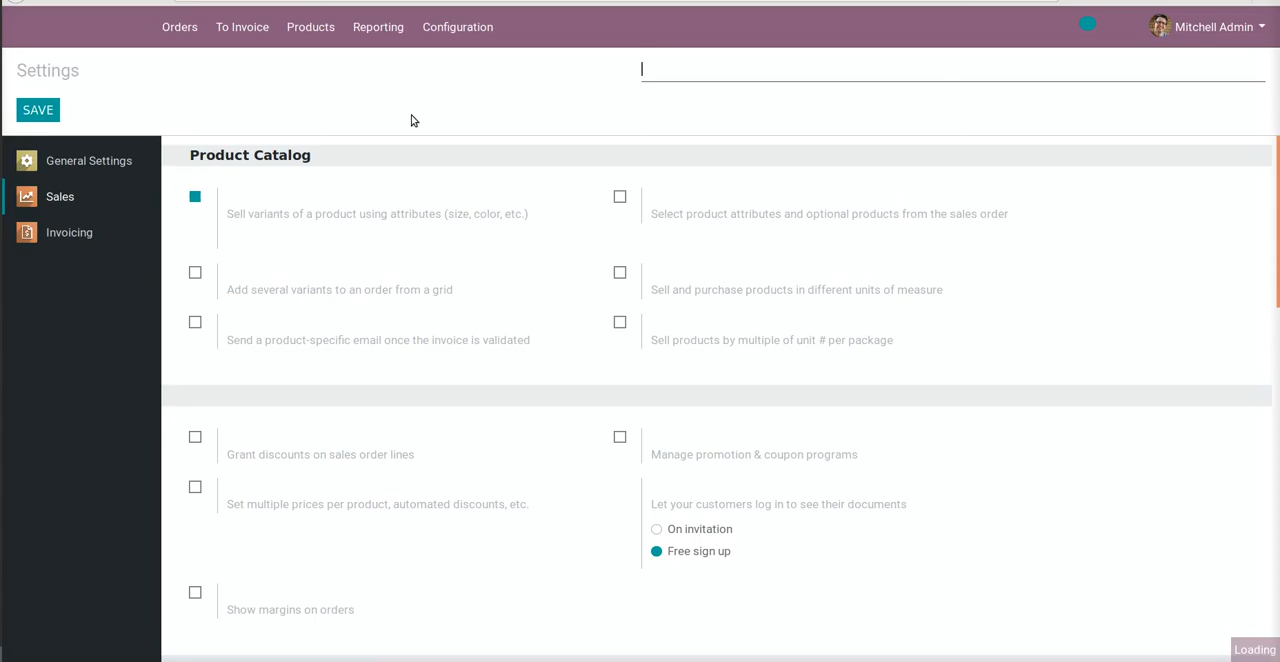 Orders To Invoice Products Reporting Configuration Mitchell Admin
Settings
SAVE
General Settings
Sales
Invoicing
Product Catalog
Sell variants of a product using attributes (size, color, etc.)
Select product attributes and optional products from the sales order
Add several variants to an order from a grid
Sell and purchase products in different units of measure
Send a product-specific email once the invoice is validated
Sell products by multiple of unit # per package
Grant discounts on sales order lines
Manage promotion & coupon programs
Set multiple prices per product, automated discounts, etc.
Let your customers log in to see their documents
On invitation
Free sign up
Show margins on orders
Loading